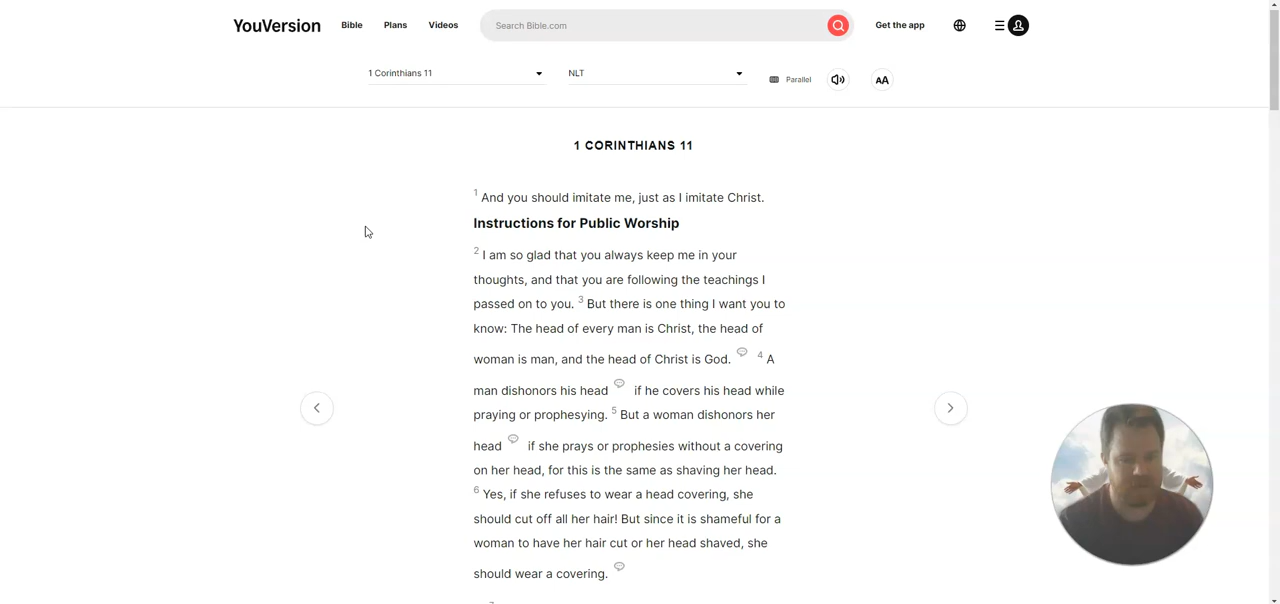 YouVersion Bible Plans Videos Search Bible.com Get the app
1 Corinthians 11 NLT Parallel AA
1 CORINTHIANS 11
1 And you should imitate me, just as I imitate Christ.
Instructions for Public Worship
2 I am so glad that you always keep me in your
thoughts, and that you are following the teachings I
passed on to you. 3 But there is one thing I want you to
know: The head of every man is Christ, the head of
woman is man, and the head of Christ is God. 4 A
man dishonors his head if he covers his head while
praying or prophesying. 5 But a woman dishonors her
head if she prays or prophesies without a covering
on her head, for this is the same as shaving her head.
6 Yes, if she refuses to wear a head covering, she
should cut off all her hair! But since it is shameful for a
woman to have her hair cut or her head shaved, she
should wear a covering.